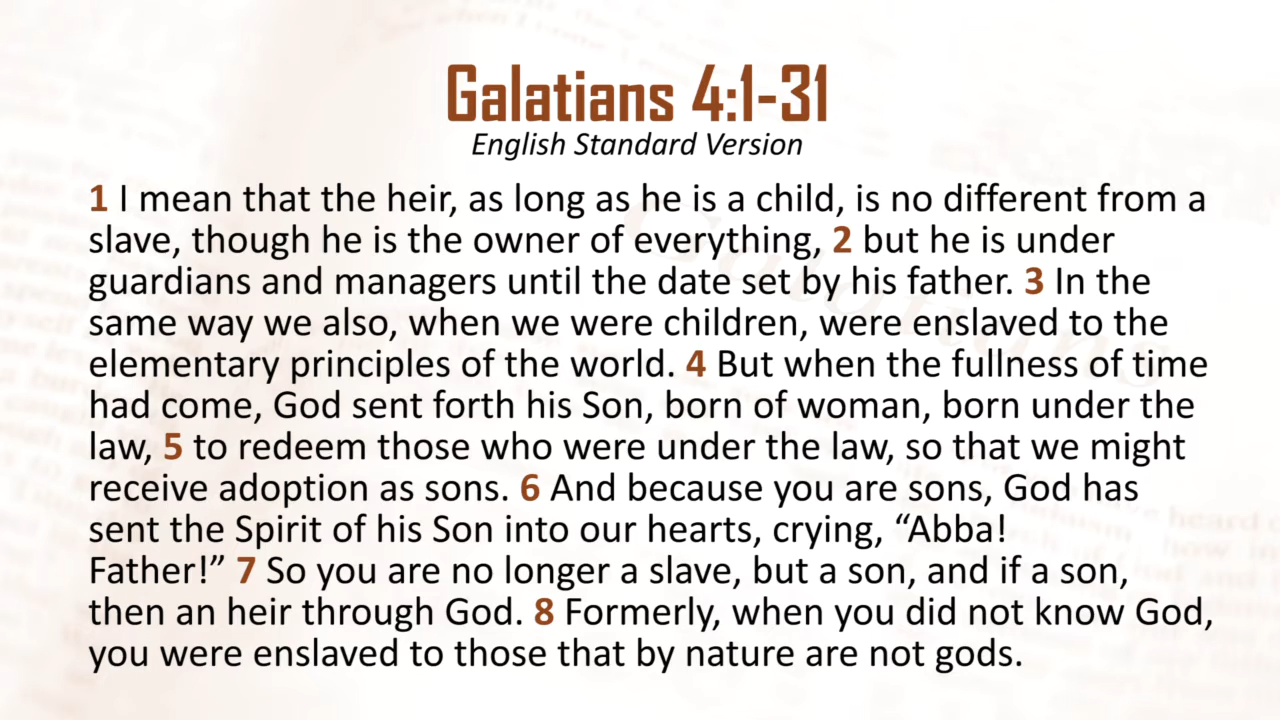 Galatians 4:1-31
English Standard Version
1 I mean that the heir, as long as he is a child, is no different from a
slave, though he is the owner of everything, 2 but he is under
guardians and managers until the date set by his father. 3 In the
same way we also, when we were children, were enslaved to the
elementary principles of the world. 4 But when the fullness of time
had come, God sent forth his Son, born of woman, born under the
law, 5 to redeem those who were under the law, so that we might
receive adoption as sons. 6 And because you are sons, God has
sent the Spirit of his Son into our hearts, crying, “Abba!
Father!” 7 So you are no longer a slave, but a son, and if a son,
then an heir through God. 8 Formerly, when you did not know God,
you were enslaved to those that by nature are not gods.
Galatians